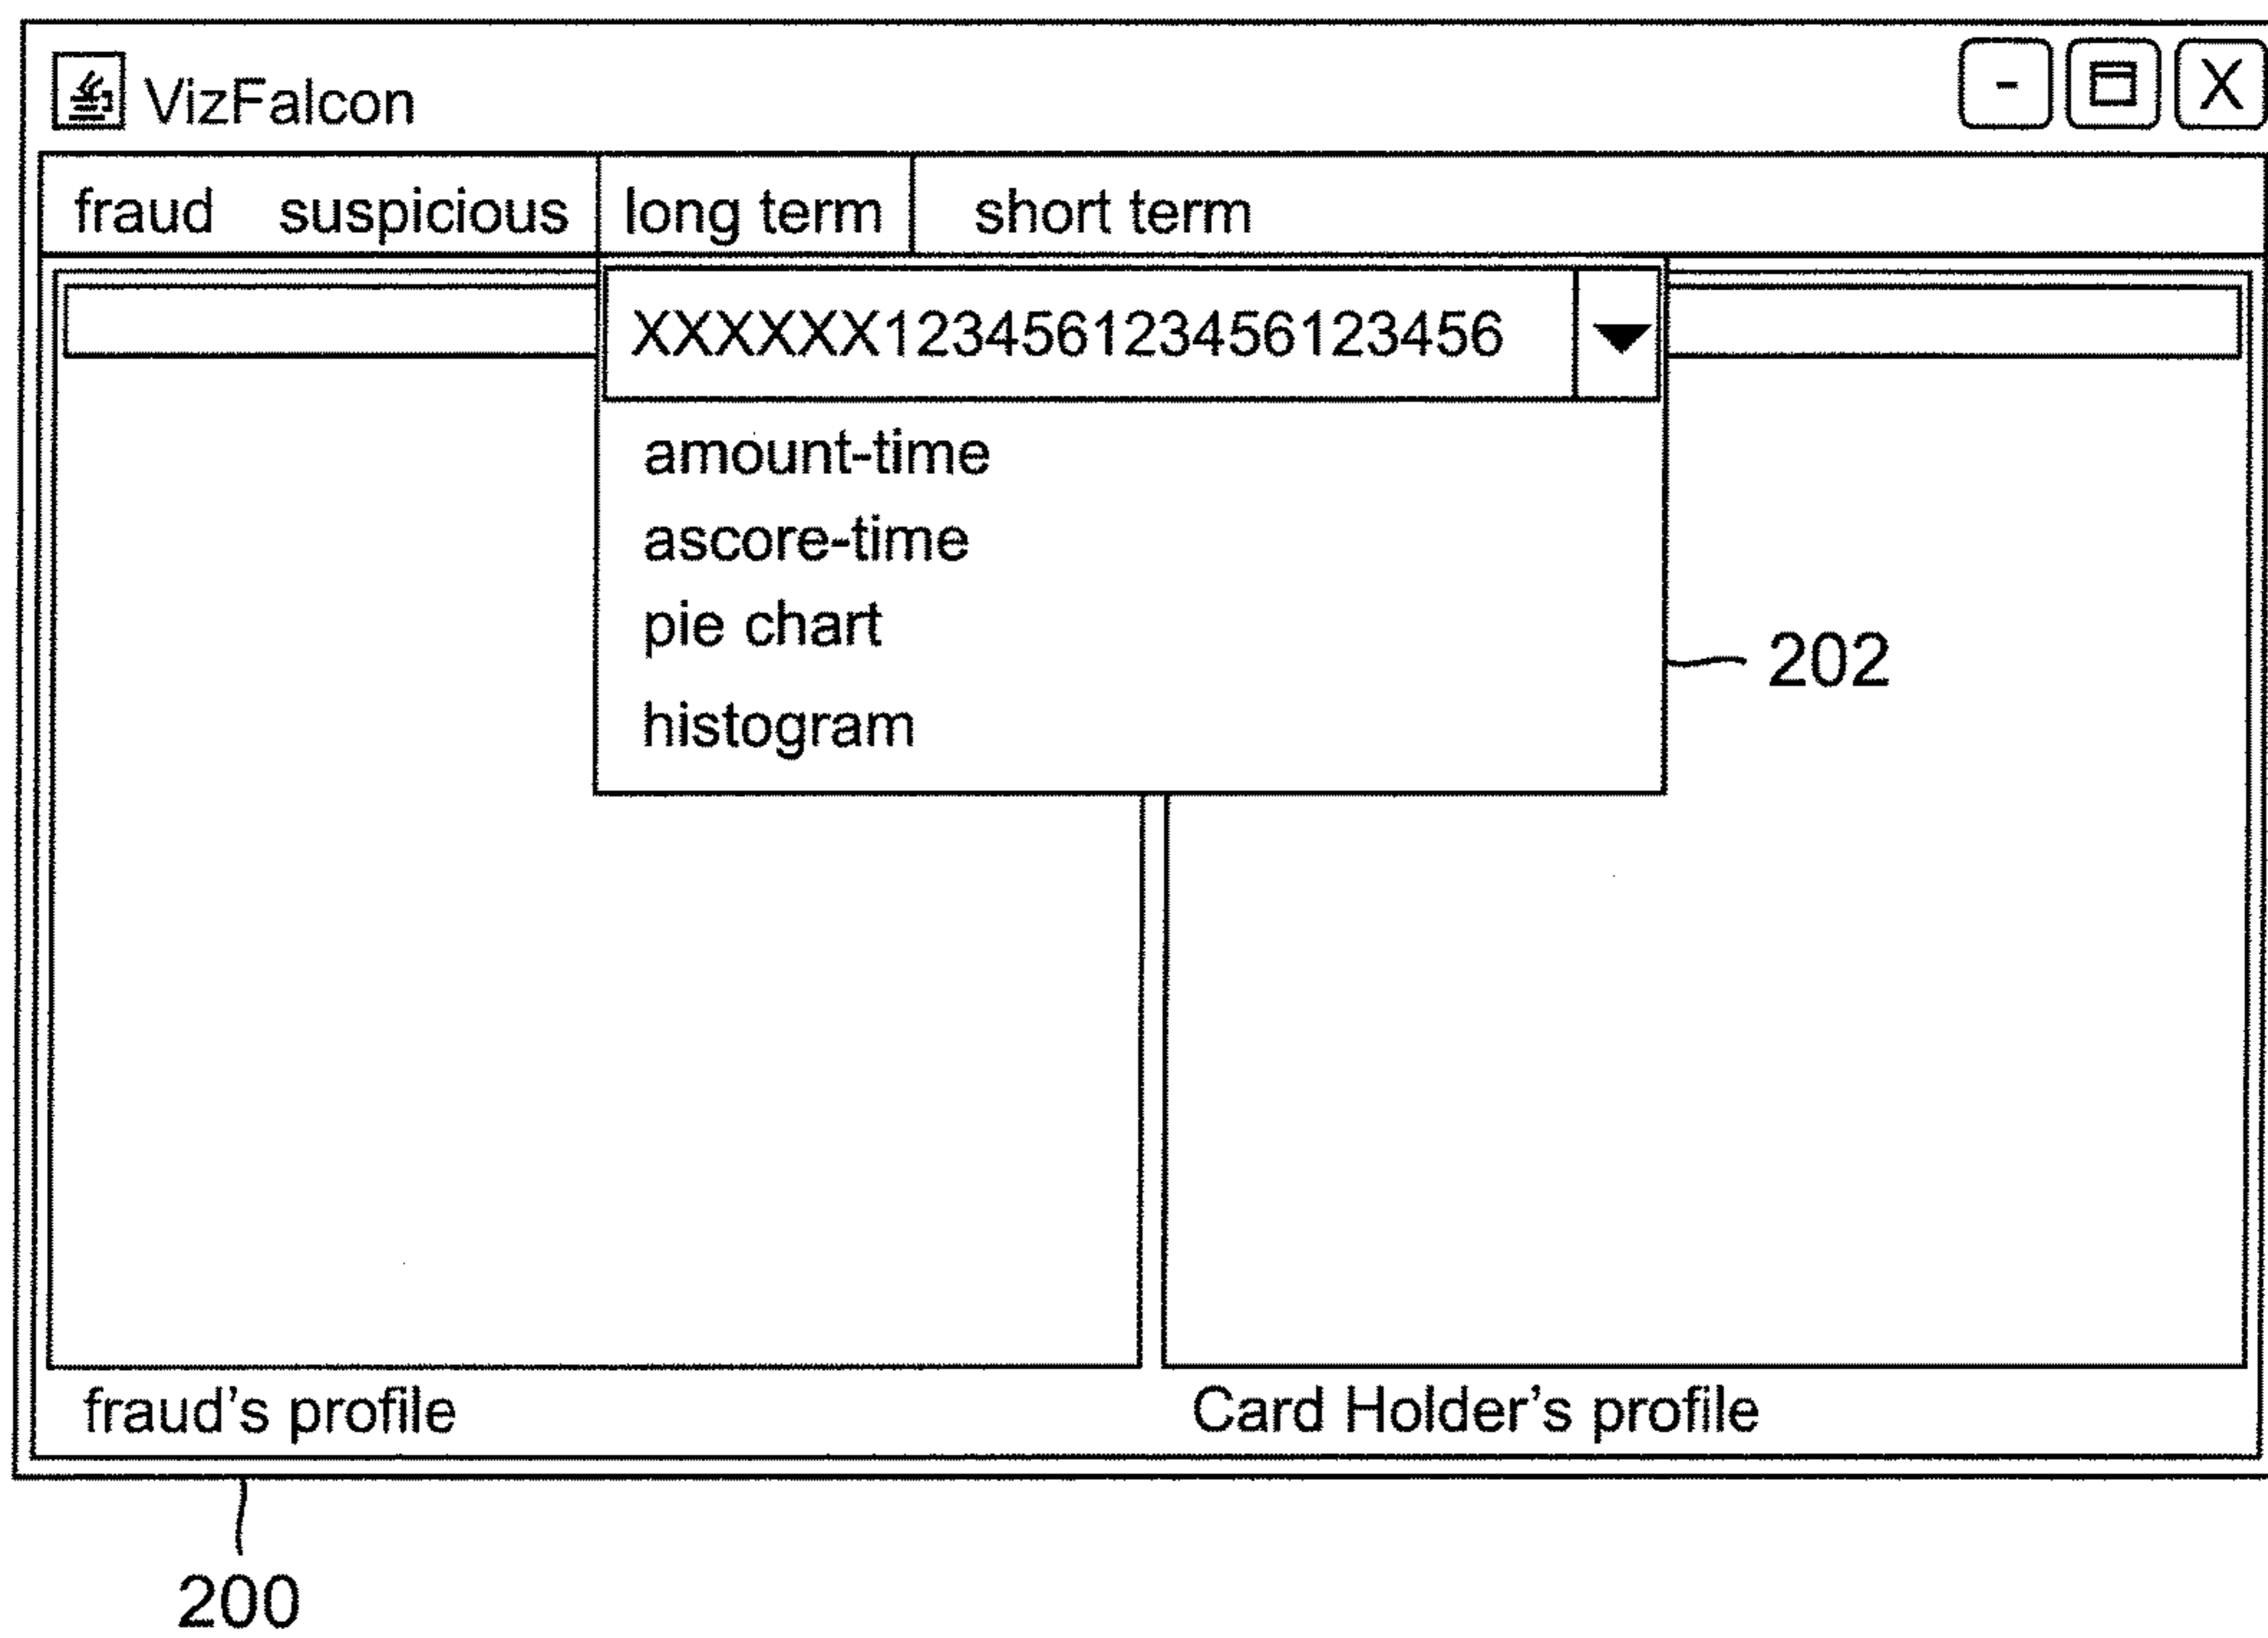 VizFalcon - X
fraud suspicious long term short term
XXXXXX123456123456123456
amount-time
ascore-time
pie chart
202
histogram
fraud's profile Card Holder's profile
200